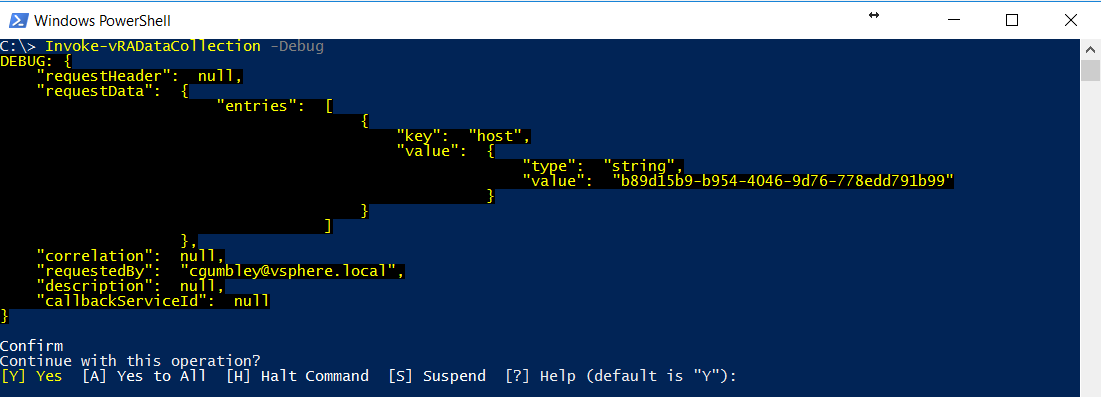 Windows PowerShell
C:\> Invoke-vRADataCollection -Debug
DEBUG: {
    "requestHeader":  null,
    "requestData":  {
                        "entries":  [
                                        {
                                            "key":  "host",
                                            "value":  {
                                                          "type":  "string",
                                                          "value":  "b89d15b9-b954-4046-9d76-778edd791b99"
                                                      }
                                        }
                                    ]
                    },
    "correlation":  null,
    "requestedBy":  "cgumbley@vsphere.local",
    "description":  null,
    "callbackServiceId":  null
}
Confirm
Continue with this operation?
[Y] Yes  [A] Yes to All  [H] Halt Command  [S] Suspend  [?] Help (default is "Y"):